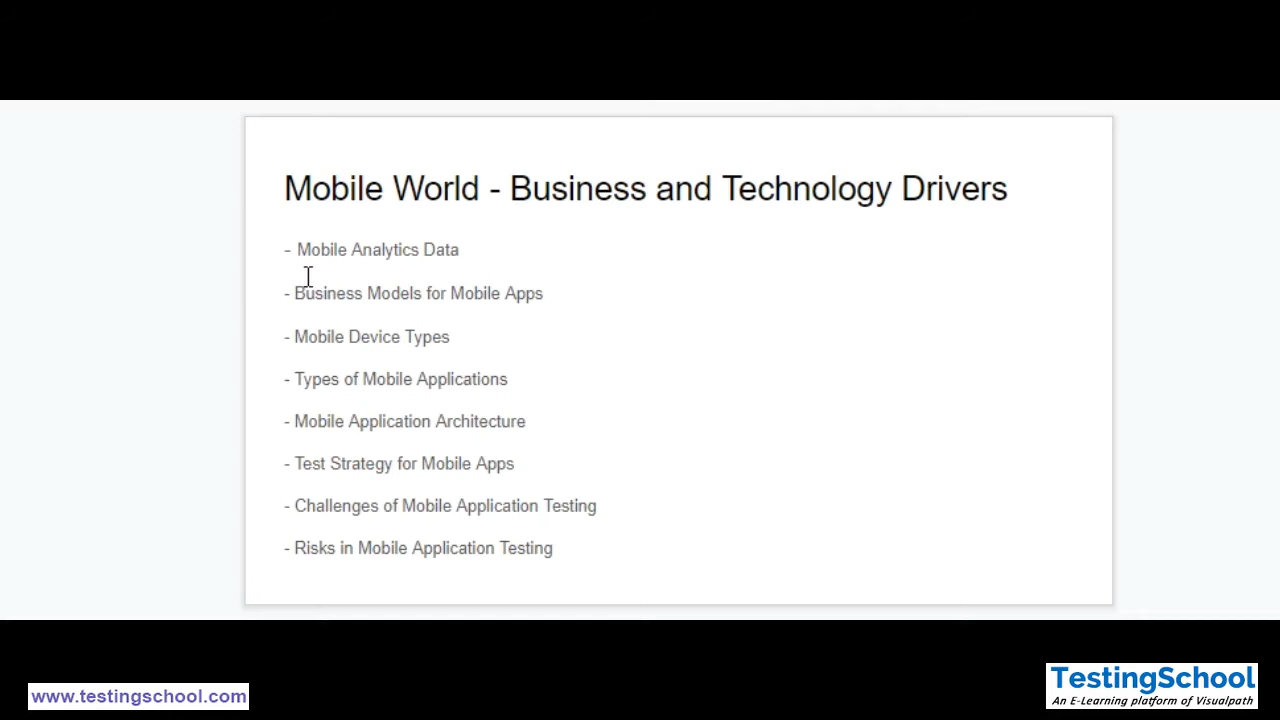 Mobile World - Business and Technology Drivers
- Mobile Analytics Data
- Business Models for Mobile Apps
- Mobile Device Types
- Types of Mobile Applications
- Mobile Application Architecture
- Test Strategy for Mobile Apps
- Challenges of Mobile Application Testing
- Risks in Mobile Application Testing
www.testingschool.com
TestingSchool
An E-Learning platform of Visualpath